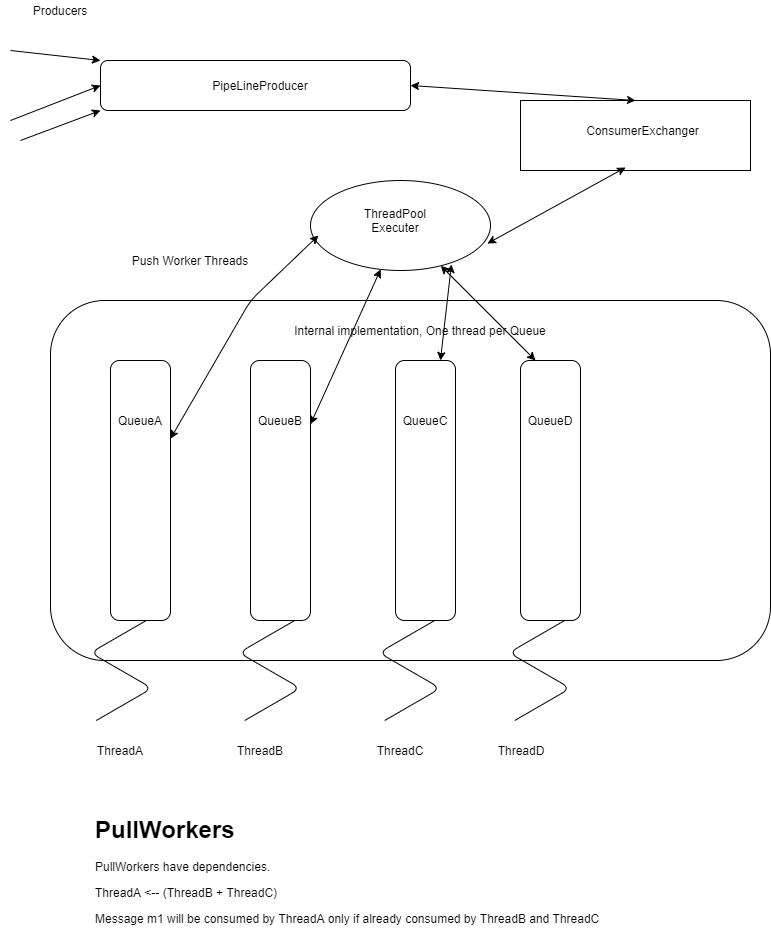 Producers
PipeLineProducer
ConsumerExchanger
ThreadPool
Executer
Push Worker Threads
Internal implementation, One thread per Queue
QueueA
QueueB
QueueC
QueueD
ThreadA
ThreadB
ThreadC
ThreadD
PullWorkers
PullWorkers have dependencies.
ThreadA <-- (ThreadB + ThreadC)
Message m1 will be consumed by ThreadA only if already consumed by ThreadB and ThreadC